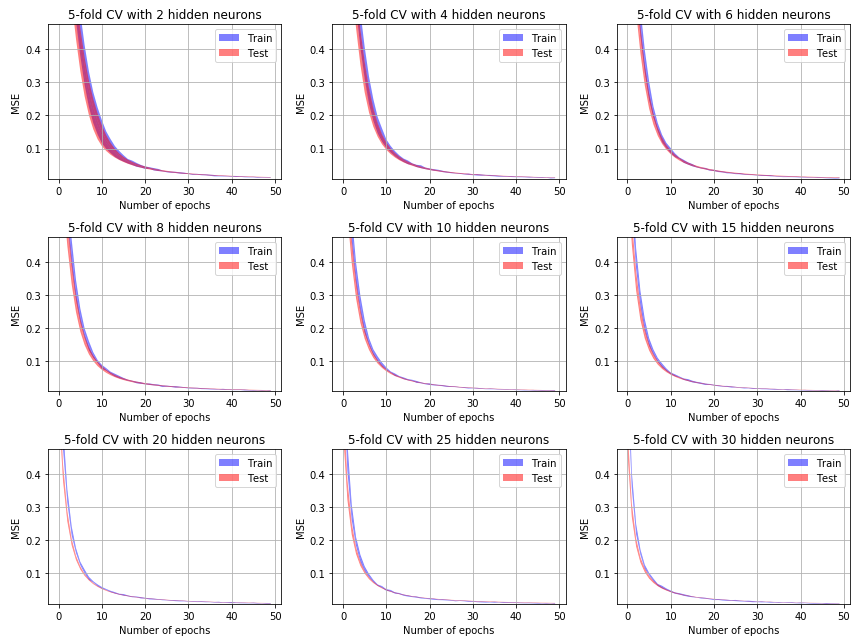 5-fold CV with 2 hidden neurons
MSE
0.4
0.3
0.2
0.1
Train
Test
0 10 20 30 40 50
Number of epochs
5-fold CV with 4 hidden neurons
MSE
0.4
0.3
0.2
0.1
Train
Test
0 10 20 30 40 50
Number of epochs
5-fold CV with 6 hidden neurons
MSE
0.4
0.3
0.2
0.1
Train
Test
0 10 20 30 40 50
Number of epochs
5-fold CV with 8 hidden neurons
MSE
0.4
0.3
0.2
0.1
Train
Test
0 10 20 30 40 50
Number of epochs
5-fold CV with 10 hidden neurons
MSE
0.4
0.3
0.2
0.1
Train
Test
0 10 20 30 40 50
Number of epochs
5-fold CV with 15 hidden neurons
MSE
0.4
0.3
0.2
0.1
Train
Test
0 10 20 30 40 50
Number of epochs
5-fold CV with 20 hidden neurons
MSE
0.4
0.3
0.2
0.1
Train
Test
0 10 20 30 40 50
Number of epochs
5-fold CV with 25 hidden neurons
MSE
0.4
0.3
0.2
0.1
Train
Test
0 10 20 30 40 50
Number of epochs
5-fold CV with 30 hidden neurons
MSE
0.4
0.3
0.2
0.1
Train
Test
0 10 20 30 40 50
Number of epochs